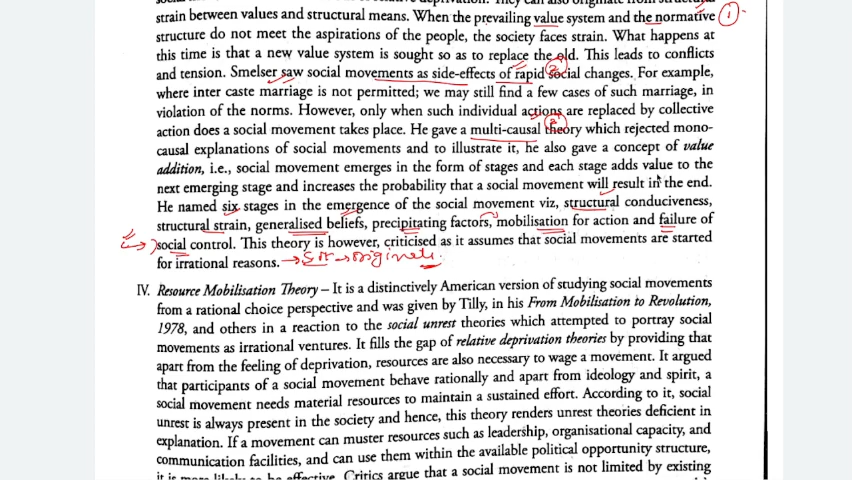 strain between values and structural means. When the prevailing value system and the normative 1
structure do not meet the aspirations of the people, the society faces strain. What happens at
this time is that a new value system is sought so as to replace the old. This leads to conflicts
and tension. Smelser saw social movements as side-effects of rapid social changes. For example,
where inter caste marriage is not permitted; we may still find a few cases of such marriage, in
violation of the norms. However, only when such individual actions are replaced by collective
action does a social movement takes place. He gave a multi-causal theory which rejected mono-
causal explanations of social movements and to illustrate it, he also gave a concept of value
addition, i.e., social movement emerges in the form of stages and each stage adds value to the
next emerging stage and increases the probability that a social movement will result in the end.
He named six stages in the emergence of the social movement viz, structural conduciveness,
structural strain, generalised beliefs, precipitating factors, mobilisation for action and failure of
social control. This theory is however, criticised as it assumes that social movements are started
for irrational reasons.
IV. Resource Mobilisation Theory – It is a distinctively American version of studying social movements
from a rational choice perspective and was given by Tilly, in his From Mobilisation to Revolution,
1978, and others in a reaction to the social unrest theories which attempted to portray social
movements as irrational ventures. It fills the gap of relative deprivation theories by providing that
apart from the feeling of deprivation, resources are also necessary to wage a movement. It argued
that participants of a social movement behave rationally and apart from ideology and spirit, a
social movement needs material resources to maintain a sustained effort. According to it, social
unrest is always present in the society and hence, this theory renders unrest theories deficient in
explanation. If a movement can muster resources such as leadership, organisational capacity, and
communication facilities, and can use them within the available political opportunity structure,
it is more likely to be effective. Critics argue that a social movement is not limited by existing